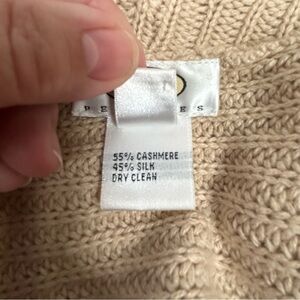 55% CASHMERE
45% SILK
DRY CLEAN